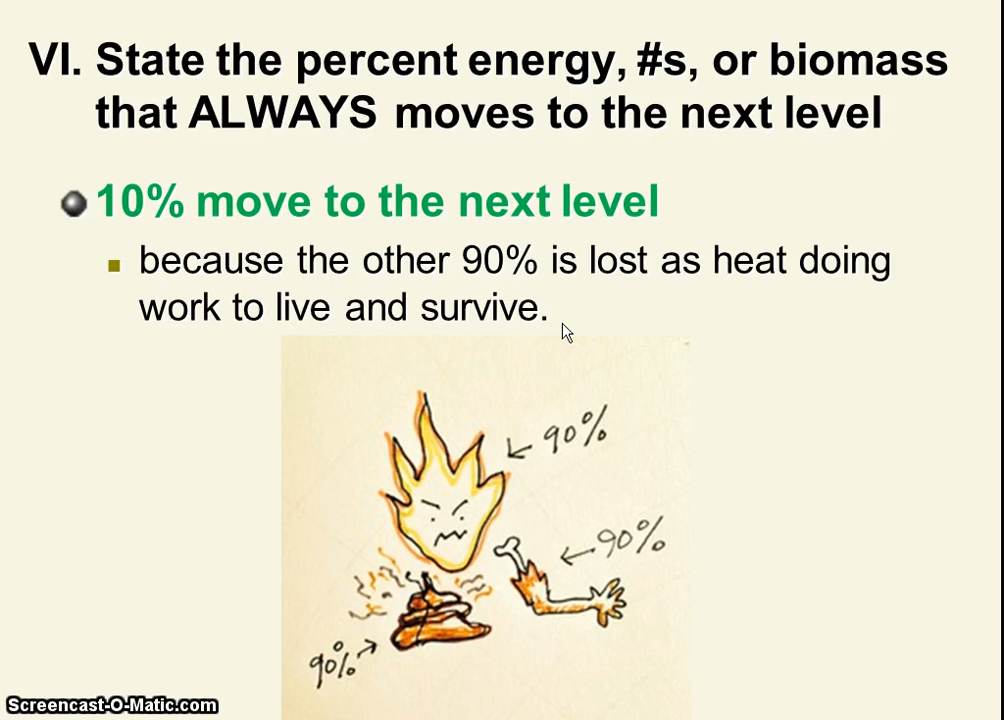 VI. State the percent energy, #s, or biomass
that ALWAYS moves to the next level
10% move to the next level
because the other 90% is lost as heat doing
work to live and survive.
90%
90%
90%
Screencast-O-Matic.com